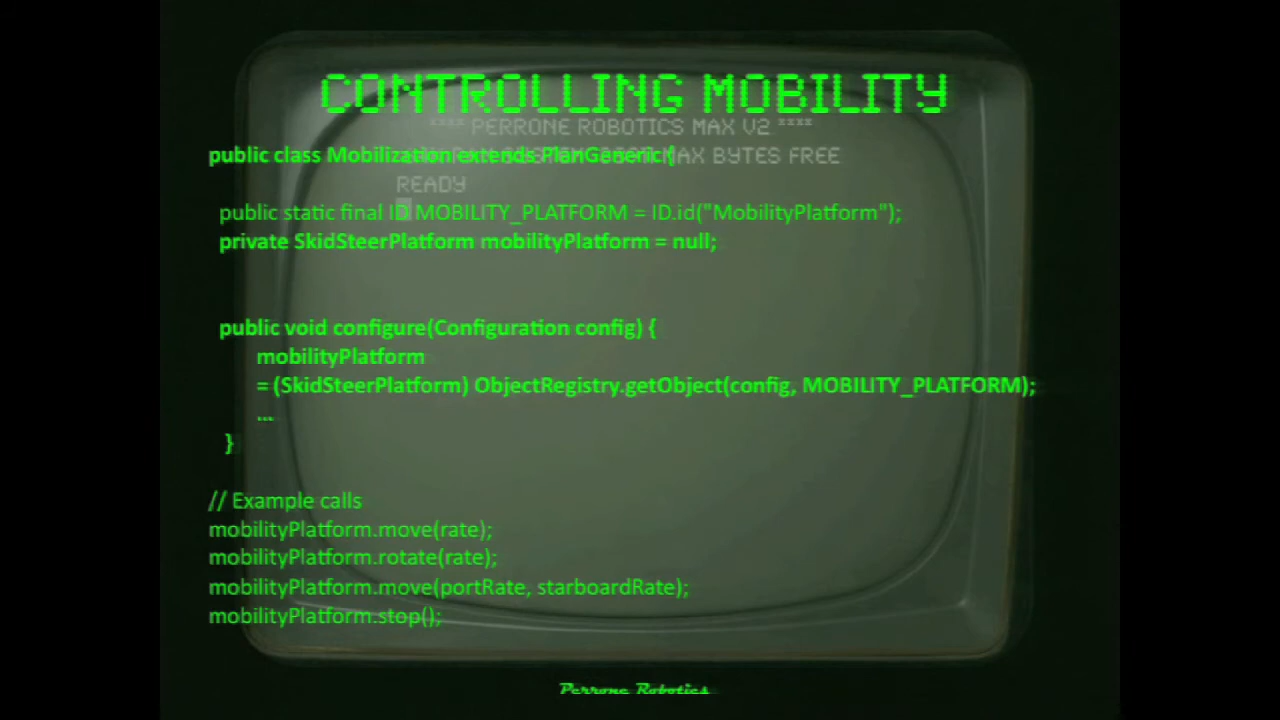 CONTROLLING MOBILITY
**** PERRONE ROBOTICS MAX V2 ****
public class Mobilization extends PlanGeneric {
MAX BYTES FREE
READY
public static final ID MOBILITY_PLATFORM = ID.id("MobilityPlatform");
private SkidSteerPlatform mobilityPlatform = null;
public void configure(Configuration config) {
mobilityPlatform
= (SkidSteerPlatform) ObjectRegistry.getObject(config, MOBILITY_PLATFORM);
...
}
// Example calls
mobilityPlatform.move(rate);
mobilityPlatform.rotate(rate);
mobilityPlatform.move(portRate, starboardRate);
mobilityPlatform.stop();
Perrone Robotics